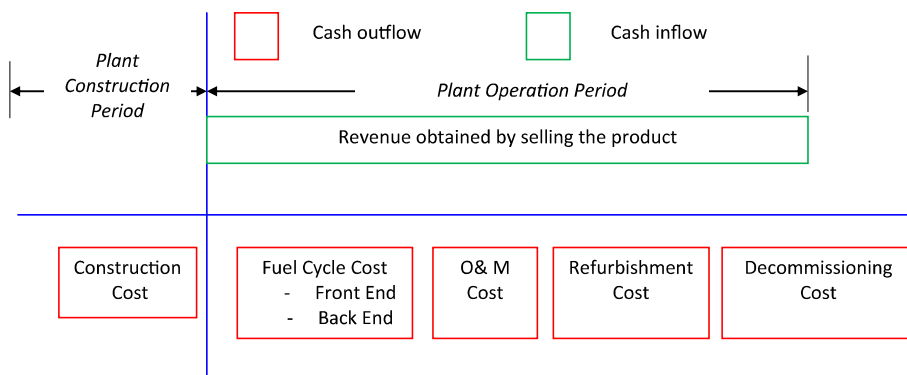 Cash outflow
Cash inflow
Plant
Construction
Period
Plant Operation Period
Revenue obtained by selling the product
Construction
Cost
Fuel Cycle Cost
- Front End
- Back End
O& M
Cost
Refurbishment
Cost
Decommissioning
Cost